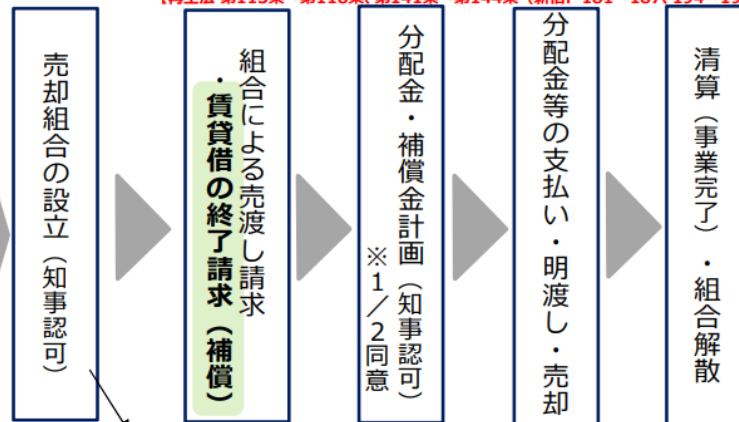 売却組合の設立（知事認可）
組合による売渡し請求
・賃貸借の終了請求（補償）
分配金・補償金計画（知事認可）
※１／２同意
分配金等の支払い・明渡し・売却
清算（事業完了）・組合解散